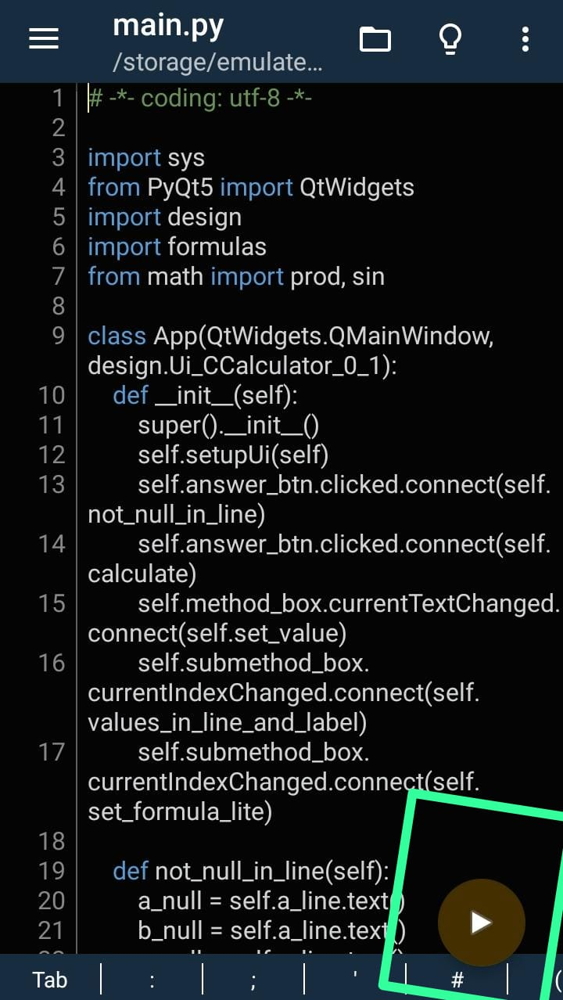 main.py
/storage/emulate...
1 # -*- coding: utf-8 -*-
2
3 import sys
4 from PyQt5 import QtWidgets
5 import design
6 import formulas
7 from math import prod, sin
8
9 class App(QtWidgets.QMainWindow,
design.Ui_CCalculator_0_1):
10 def __init__(self):
11 super().__init__()
12 self.setupUi(self)
13 self.answer_btn.clicked.connect(self.
not_null_in_line)
14 self.answer_btn.clicked.connect(self.
calculate)
15 self.method_box.currentTextChanged.
connect(self.set_value)
16 self.submethod_box.
currentIndexChanged.connect(self.
values_in_line_and_label)
17 self.submethod_box.
currentIndexChanged.connect(self.
set_formula_lite)
18
19 def not_null_in_line(self):
20 a_null = self.a_line.text()
21 b_null = self.a_line.text()
Tab : ; ' # (